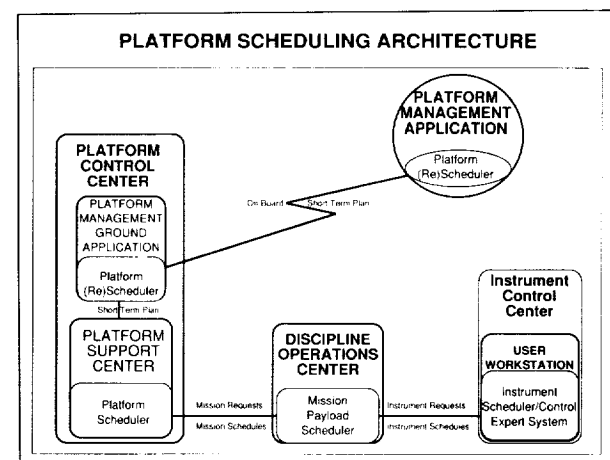 PLATFORM SCHEDULING ARCHITECTURE
PLATFORM
MANAGEMENT
APPLICATION
Platform
(Re)Scheduler
PLATFORM
CONTROL
CENTER
PLATFORM
MANAGEMENT
GROUND
APPLICATION
Platform
(Re)Scheduler
On Board Short Term Plan
Short Term Plan
PLATFORM
SUPPORT
CENTER
Platform
Scheduler
Mission Requests
Mission Schedules
DISCIPLINE
OPERATIONS
CENTER
Mission
Payload
Scheduler
Instrument Requests
Instrument Schedules
Instrument
Control
Center
USER
WORKSTATION
Instrument
Scheduler/Control
Expert System